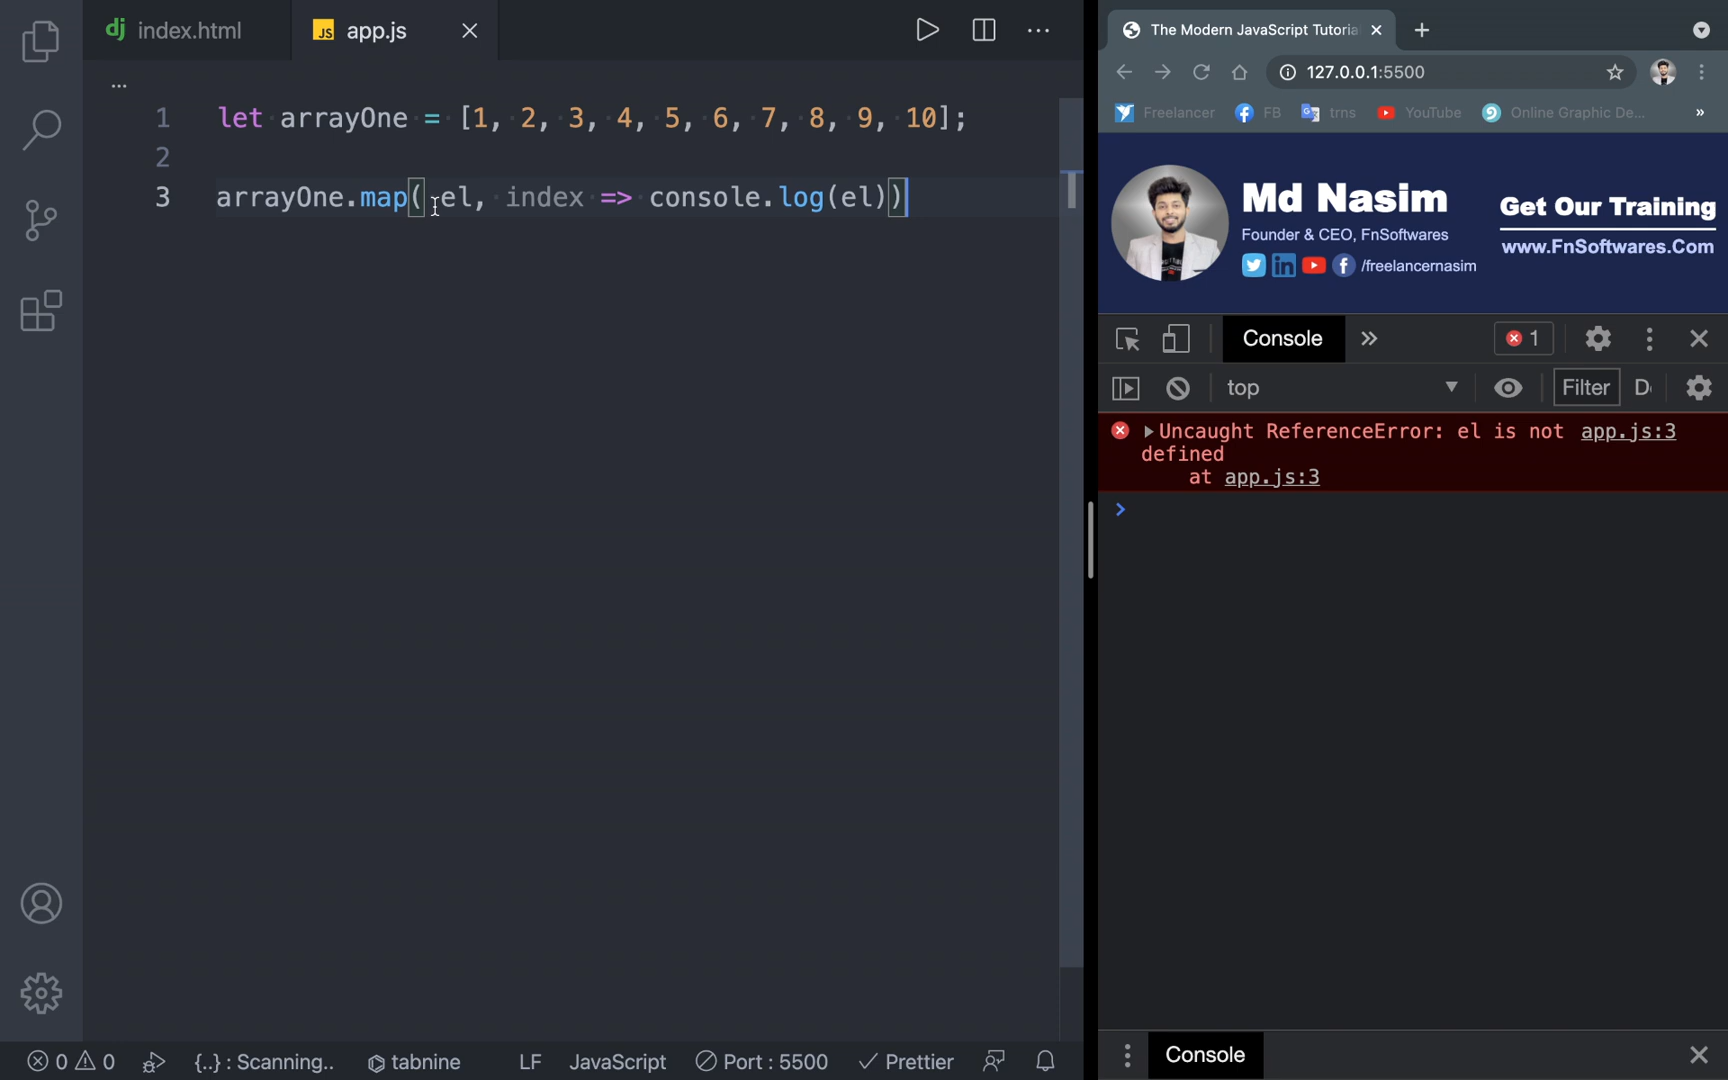 index.html
app.js
...
1 let arrayOne = [1, 2, 3, 4, 5, 6, 7, 8, 9, 10];
2
3 arrayOne.map( el, index => console.log(el))
0 0
{..} : Scanning..
tabnine
LF
JavaScript
Port : 5500
Prettier
The Modern JavaScript Tutoria
127.0.0.1:5500
Freelancer
FB
trns
YouTube
Online Graphic De...
»
Md Nasim
Founder & CEO, FnSoftwares
/freelancernasim
Get Our Training
www.FnSoftwares.Com
Console
1
top
Filter
D
Uncaught ReferenceError: el is not app.js:3
defined
at app.js:3
Console